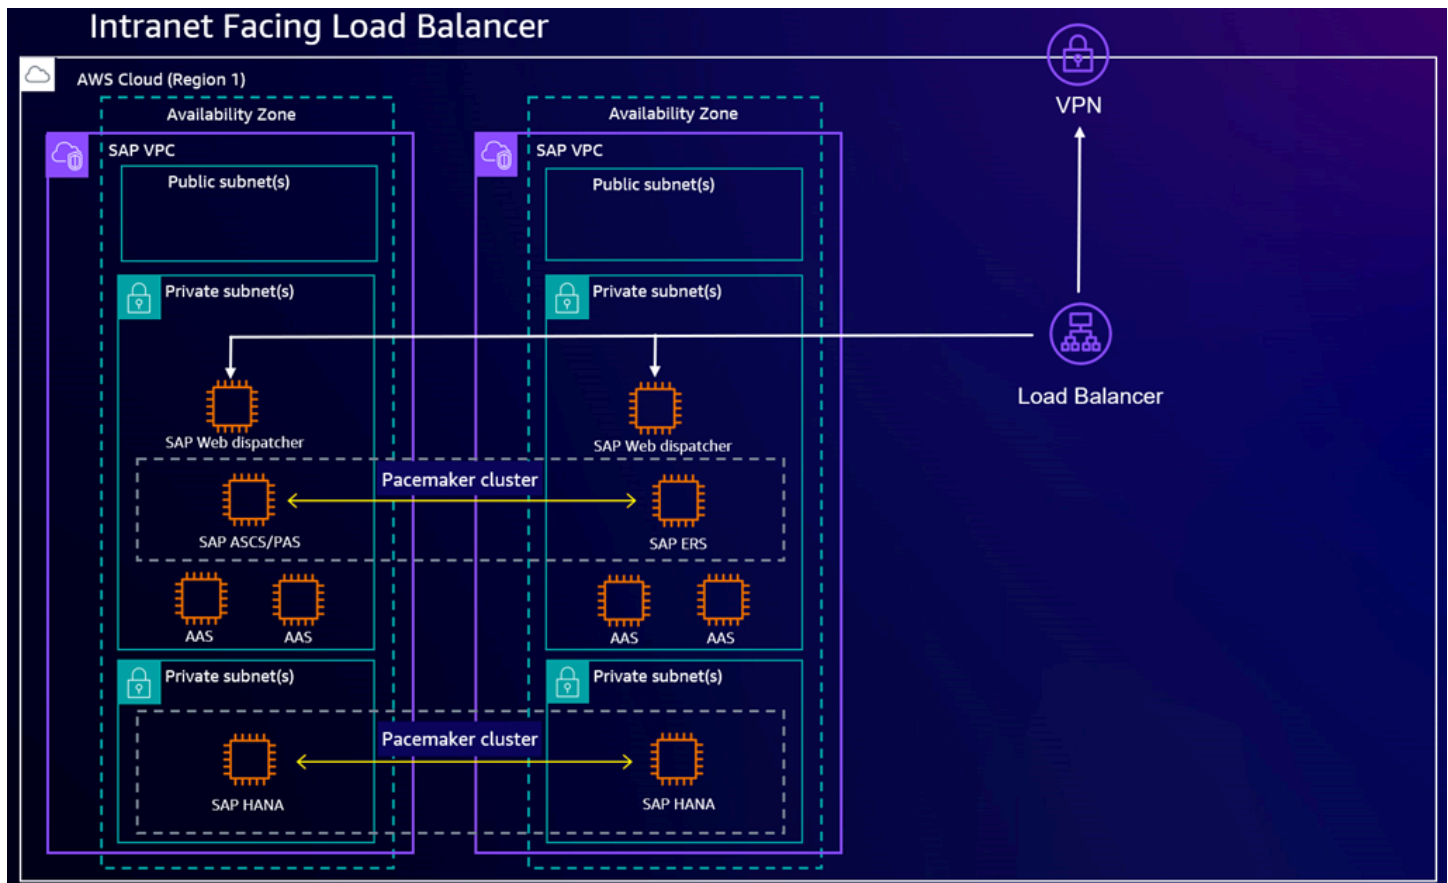 Intranet Facing Load Balancer
AWS Cloud (Region 1)
VPN
Availability Zone
Availability Zone
SAP VPC
SAP VPC
Public subnet(s)
Public subnet(s)
Private subnet(s)
Private subnet(s)
Load Balancer
SAP Web dispatcher
SAP Web dispatcher
Pacemaker cluster
SAP ASCS/PAS
SAP ERS
AAS
AAS
AAS
AAS
Private subnet(s)
Private subnet(s)
Pacemaker cluster
SAP HANA
SAP HANA